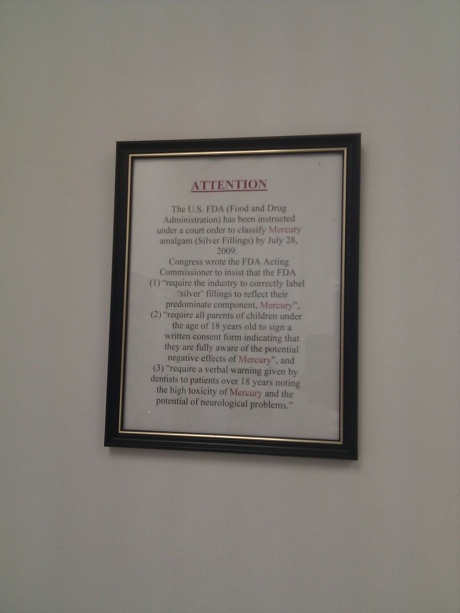 ATTENTION
The U.S. FDA (Food and Drug
Administration) has been instructed
under a court order to classify Mercury
amalgam (Silver Fillings) by July 28,
2009.
Congress wrote the FDA Acting
Commissioner to insist that the FDA
(1) "require the industry to correctly label
'silver' fillings to reflect their
predominate component, Mercury",
(2) "require all parents of children under
the age of 18 years old to sign a
written consent form indicating that
they are fully aware of the potential
negative effects of Mercury", and
(3) "require a verbal warning given by
dentists to patients over 18 years noting
the high toxicity of Mercury and the
potential of neurological problems."